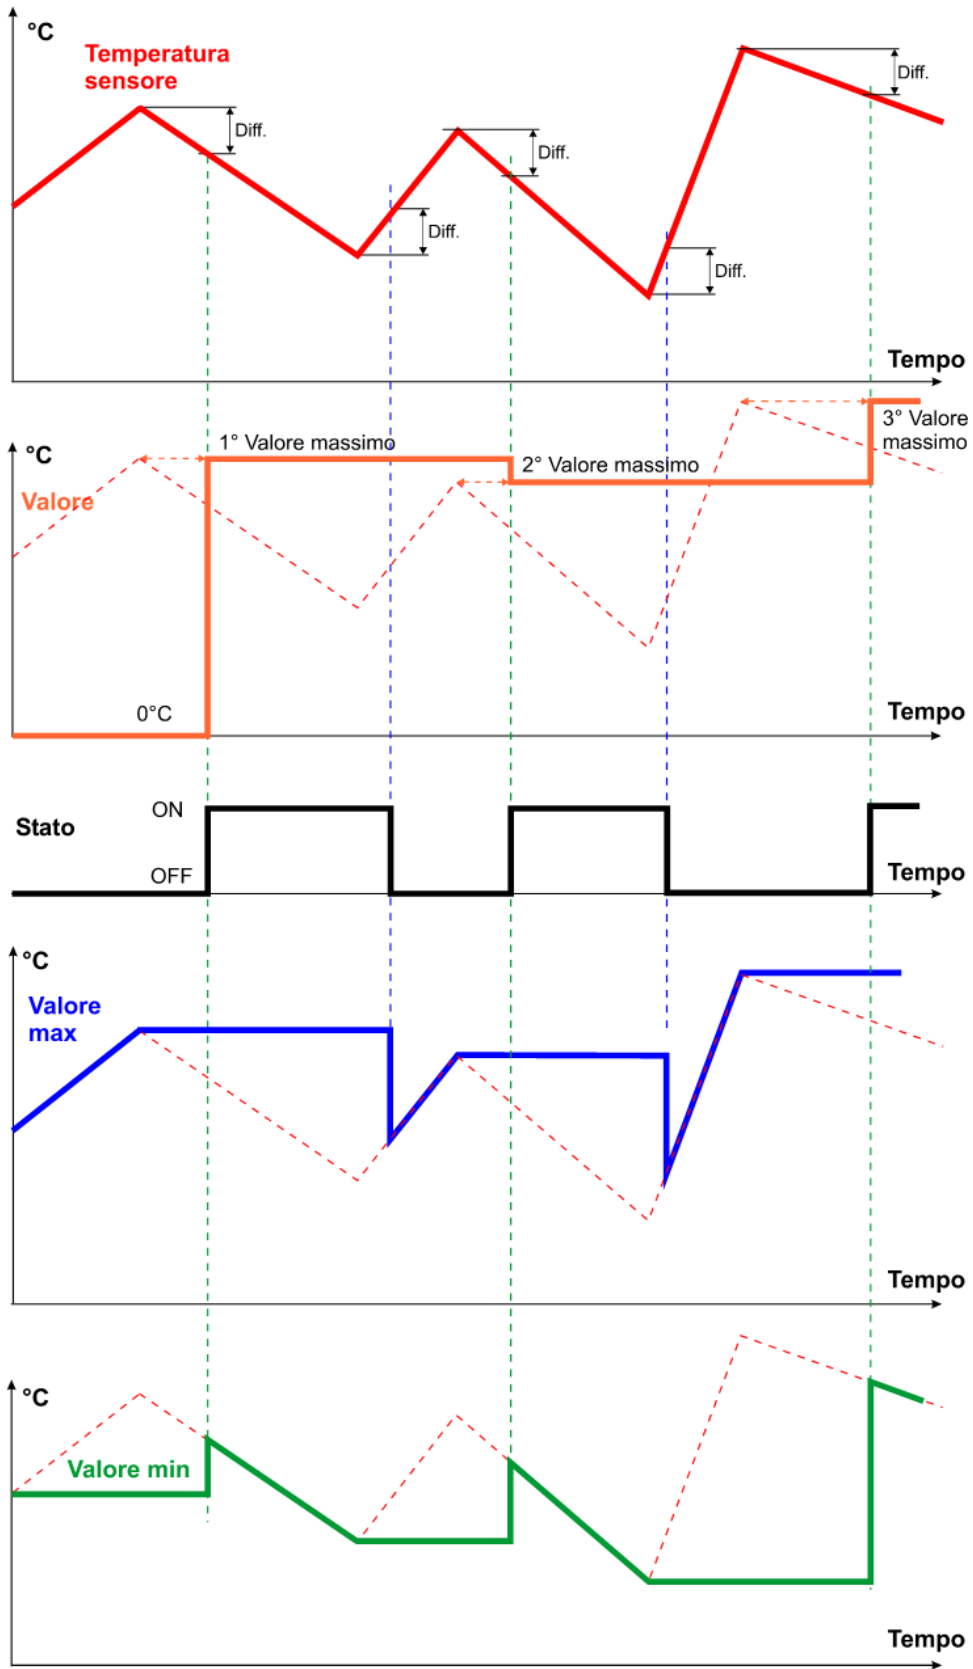 °C
Temperatura
sensore
Diff.
Diff.
Diff.
Diff.
Diff.
Tempo
°C
Valore
1° Valore massimo
2° Valore massimo
3° Valore
massimo
0°C
Tempo
Stato
ON
OFF
Tempo
°C
Valore
max
Tempo
°C
Valore min
Tempo